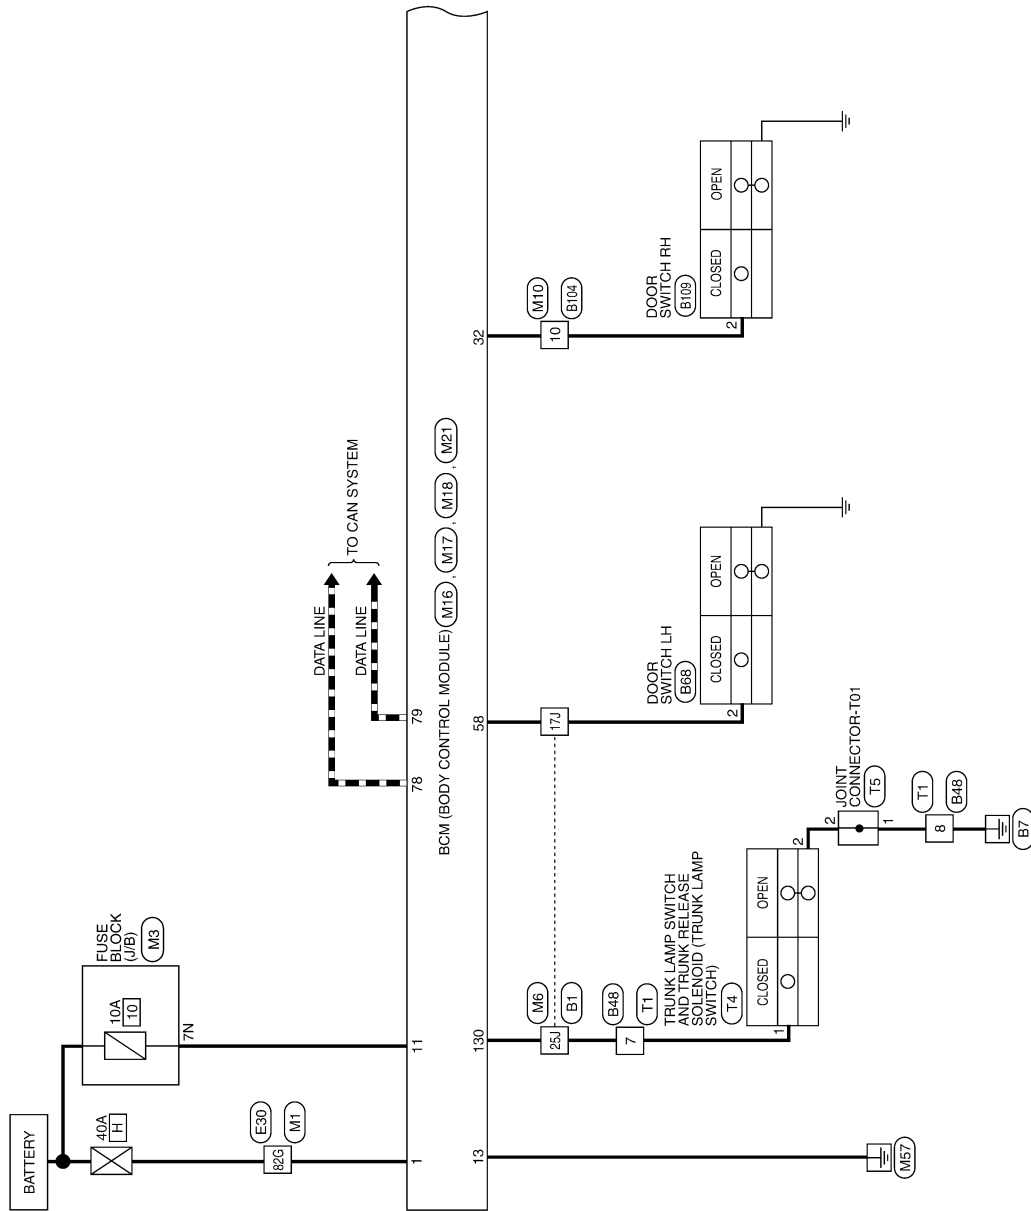 BATTERY
40A
H
E30
82G
M1
1
FUSE
BLOCK
(J/B)
M3
10A
10
7N
11
DATA LINE
DATA LINE
TO CAN SYSTEM
78
79
BCM (BODY CONTROL MODULE) M16 , M17 , M18 , M21
13
M57
130
M6
25J
B1
B48
7
T1
TRUNK LAMP SWITCH
AND TRUNK RELEASE
SOLENOID (TRUNK LAMP
SWITCH)
T4
CLOSED
OPEN
1
2
JOINT
CONNECTOR-T01
T5
2
1
T1
8
B48
B7
58
17J
DOOR
SWITCH LH
B68
CLOSED
OPEN
2
32
M10
10
B104
DOOR
SWITCH RH
B109
CLOSED
OPEN
2